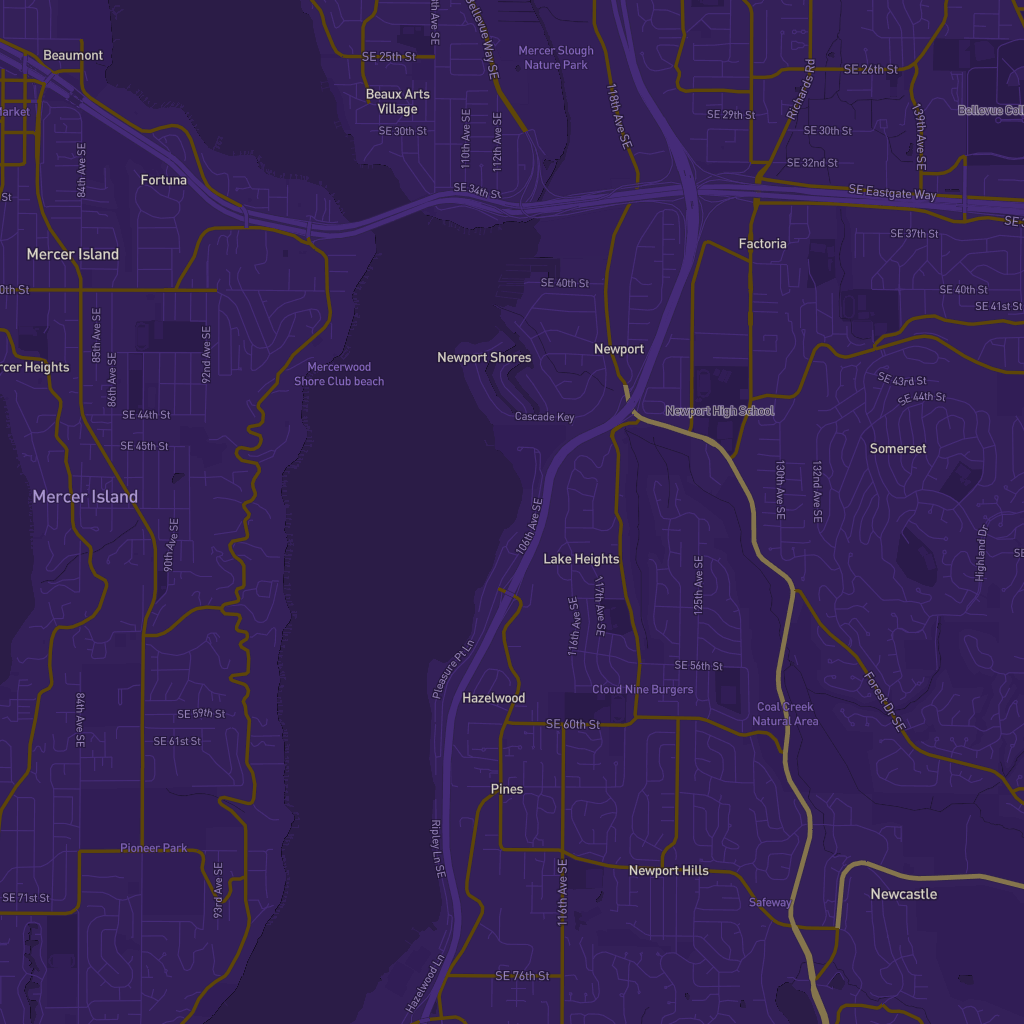 Bellevue Way SE
Beaumont
SE 25th St
Mercer Slough
Nature Park
SE 26th St
Richards Rd
Beaux Arts
Village
118th Ave SE
Market
SE 30th St
110th Ave SE
112th Ave SE
SE 29th St
SE 30th St
139th Ave SE
84th Ave SE
SE 32nd St
Fortuna
SE 34th St
SE Eastgate Way
St
SE 37th St
Factoria
Mercer Island
SE 40th St
SE 40th St
SE 41st St
85th Ave SE
86th Ave SE
92nd Ave SE
Newport
Newport Shores
Mercerwood
Shore Club beach
SE 43rd St
SE 44th St
SE 44th St
Cascade Key
Newport High School
SE 45th St
Somerset
Mercer Island
130th Ave SE
132nd Ave SE
106th Ave SE
90th Ave SE
Highland Dr
Lake Heights
125th Ave SE
116th Ave SE
117th Ave SE
Pleasure Pt Ln
SE 56th St
Cloud Nine Burgers
Hazelwood
Forest Dr SE
Coal Creek
Natural Area
84th Ave SE
SE 59th St
SE 60th St
SE 61st St
Pines
Ripley Ln SE
Pioneer Park
Newport Hills
93rd Ave SE
116th Ave SE
SE 71st St
Newcastle
Safeway
Hazelwood Ln
SE 76th St